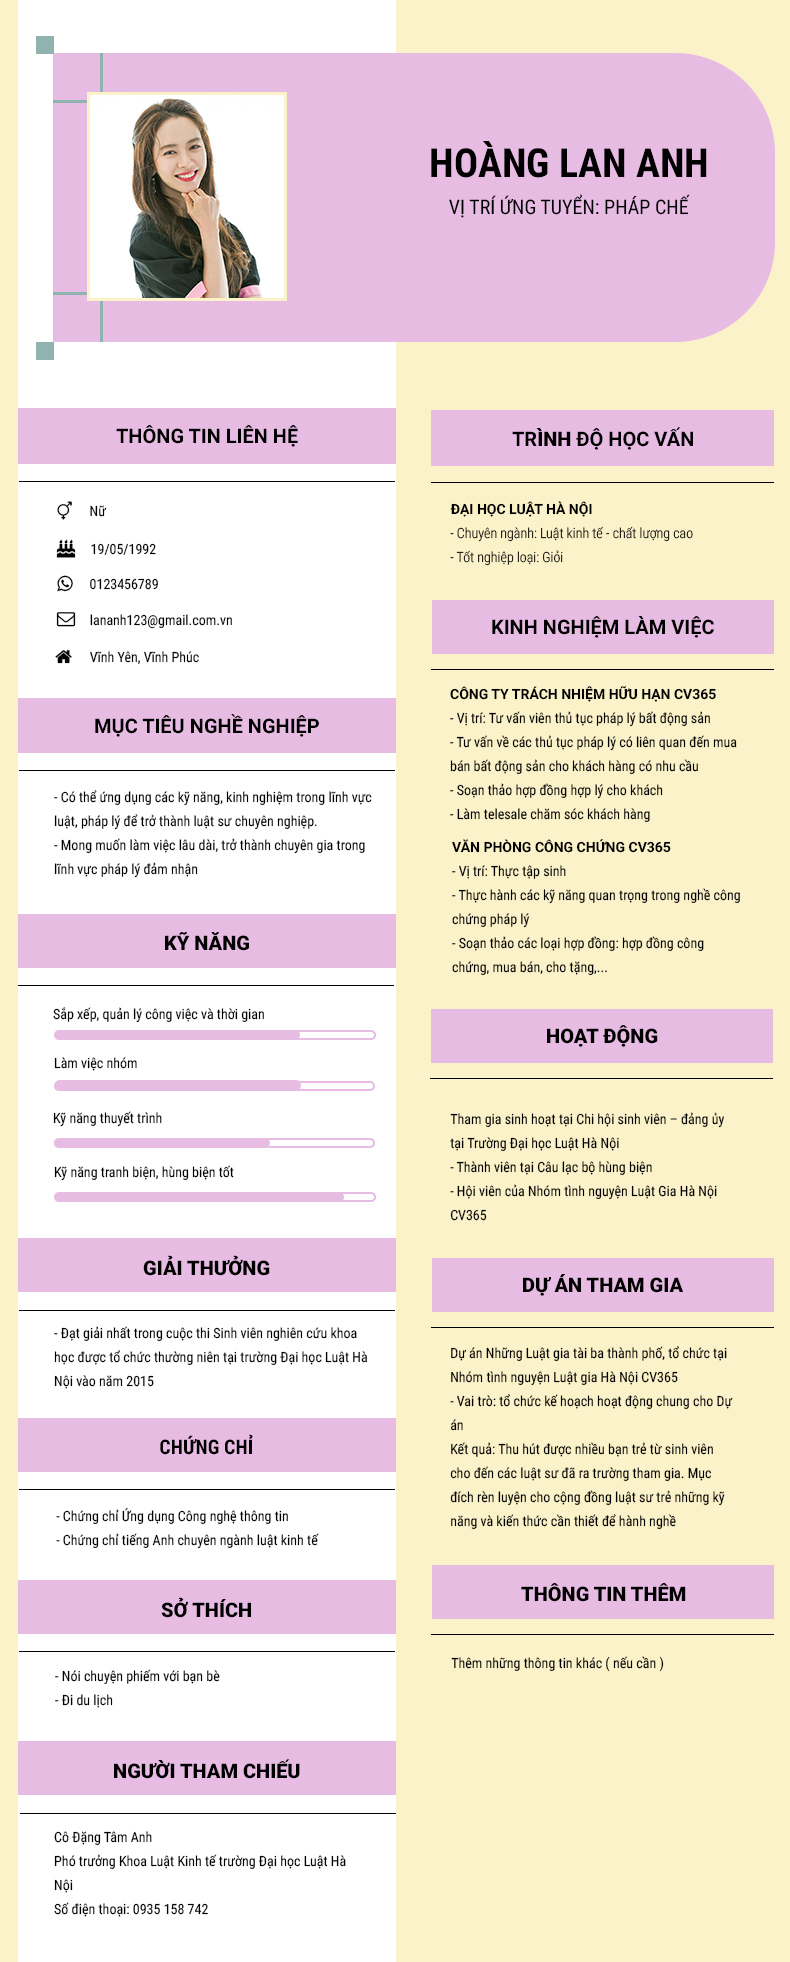 HOÀNG LAN ANH
VỊ TRÍ ỨNG TUYỂN: PHÁP CHẾ
THÔNG TIN LIÊN HỆ
Nữ
19/05/1992
0123456789
lananh123@gmail.com.vn
Vĩnh Yên, Vĩnh Phúc
MỤC TIÊU NGHỀ NGHIỆP
- Có thể ứng dụng các kỹ năng, kinh nghiệm trong lĩnh vực
luật, pháp lý để trở thành luật sư chuyên nghiệp.
- Mong muốn làm việc lâu dài, trở thành chuyên gia trong
lĩnh vực pháp lý đảm nhận
KỸ NĂNG
Sắp xếp, quản lý công việc và thời gian
Làm việc nhóm
Kỹ năng thuyết trình
Kỹ năng tranh biện, hùng biện tốt
GIẢI THƯỞNG
- Đạt giải nhất trong cuộc thi Sinh viên nghiên cứu khoa
học được tổ chức thường niên tại trường Đại học Luật Hà
Nội vào năm 2015
CHỨNG CHỈ
- Chứng chỉ Ứng dụng Công nghệ thông tin
- Chứng chỉ tiếng Anh chuyên ngành luật kinh tế
SỞ THÍCH
- Nói chuyện phiếm với bạn bè
- Đi du lịch
NGƯỜI THAM CHIẾU
Cô Đặng Tâm Anh
Phó trưởng Khoa Luật Kinh tế trường Đại học Luật Hà
Nội
Số điện thoại: 0935 158 742
TRÌNH ĐỘ HỌC VẤN
ĐẠI HỌC LUẬT HÀ NỘI
- Chuyên ngành: Luật kinh tế - chất lượng cao
- Tốt nghiệp loại: Giỏi
KINH NGHIỆM LÀM VIỆC
CÔNG TY TRÁCH NHIỆM HỮU HẠN CV365
- Vị trí: Tư vấn viên thủ tục pháp lý bất động sản
- Tư vấn về các thủ tục pháp lý có liên quan đến mua
bán bất động sản cho khách hàng có nhu cầu
- Soạn thảo hợp đồng hợp lý cho khách
- Làm telesale chăm sóc khách hàng
VĂN PHÒNG CÔNG CHỨNG CV365
- Vị trí: Thực tập sinh
- Thực hành các kỹ năng quan trọng trong nghề công
chứng pháp lý
- Soạn thảo các loại hợp đồng: hợp đồng công
chứng, mua bán, cho tặng,...
HOẠT ĐỘNG
Tham gia sinh hoạt tại Chi hội sinh viên – đảng ủy
tại Trường Đại học Luật Hà Nội
- Thành viên tại Câu lạc bộ hùng biện
- Hội viên của Nhóm tình nguyện Luật Gia Hà Nội
CV365
DỰ ÁN THAM GIA
Dự án Những Luật gia tài ba thành phố, tổ chức tại
Nhóm tình nguyện Luật gia Hà Nội CV365
- Vai trò: tổ chức kế hoạch hoạt động chung cho Dự
án
Kết quả: Thu hút được nhiều bạn trẻ từ sinh viên
cho đến các luật sư đã ra trường tham gia. Mục
đích rèn luyện cho cộng đồng luật sư trẻ những kỹ
năng và kiến thức cần thiết để hành nghề
THÔNG TIN THÊM
Thêm những thông tin khác ( nếu cần )